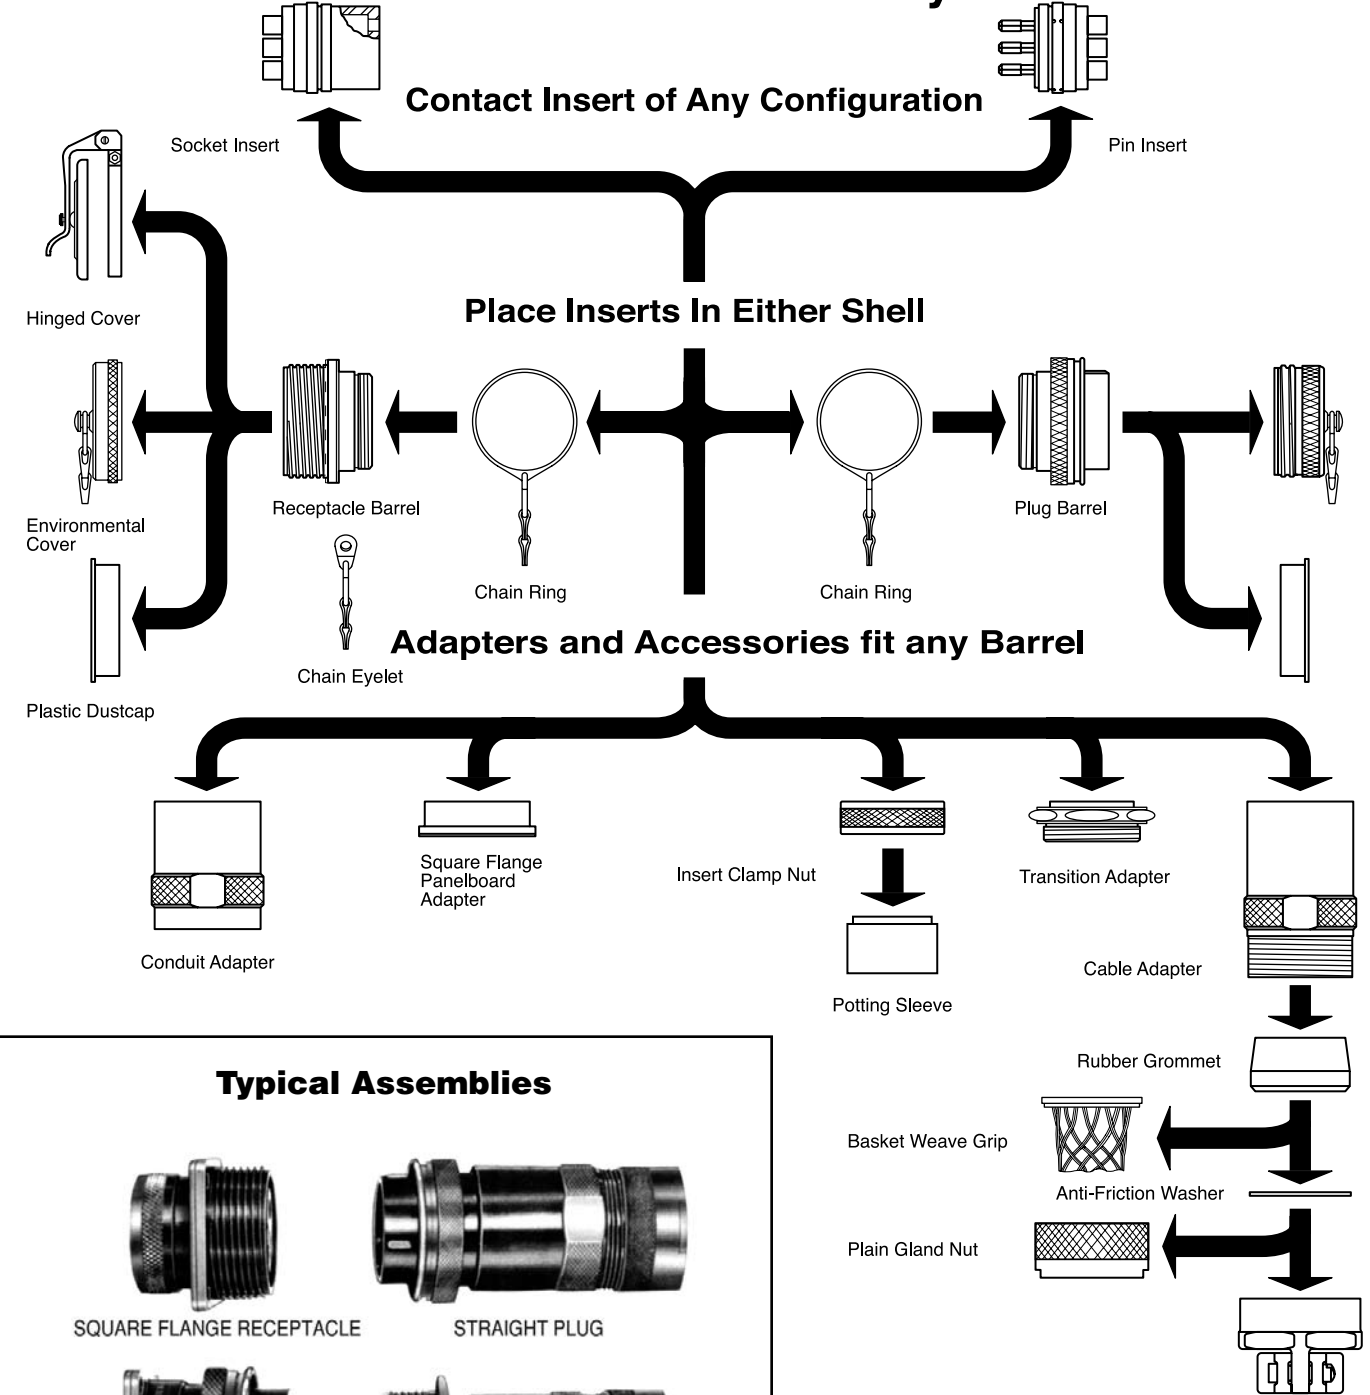 Contact Insert of Any Configuration
Socket Insert
Pin Insert
Hinged Cover
Place Inserts In Either Shell
Environmental
Cover
Receptacle Barrel
Plug Barrel
Chain Ring
Chain Ring
Adapters and Accessories fit any Barrel
Chain Eyelet
Plastic Dustcap
Square Flange
Panelboard
Adapter
Insert Clamp Nut
Transition Adapter
Conduit Adapter
Cable Adapter
Potting Sleeve
Rubber Grommet
Typical Assemblies
Basket Weave Grip
Anti-Friction Washer
Plain Gland Nut
SQUARE FLANGE RECEPTACLE
STRAIGHT PLUG